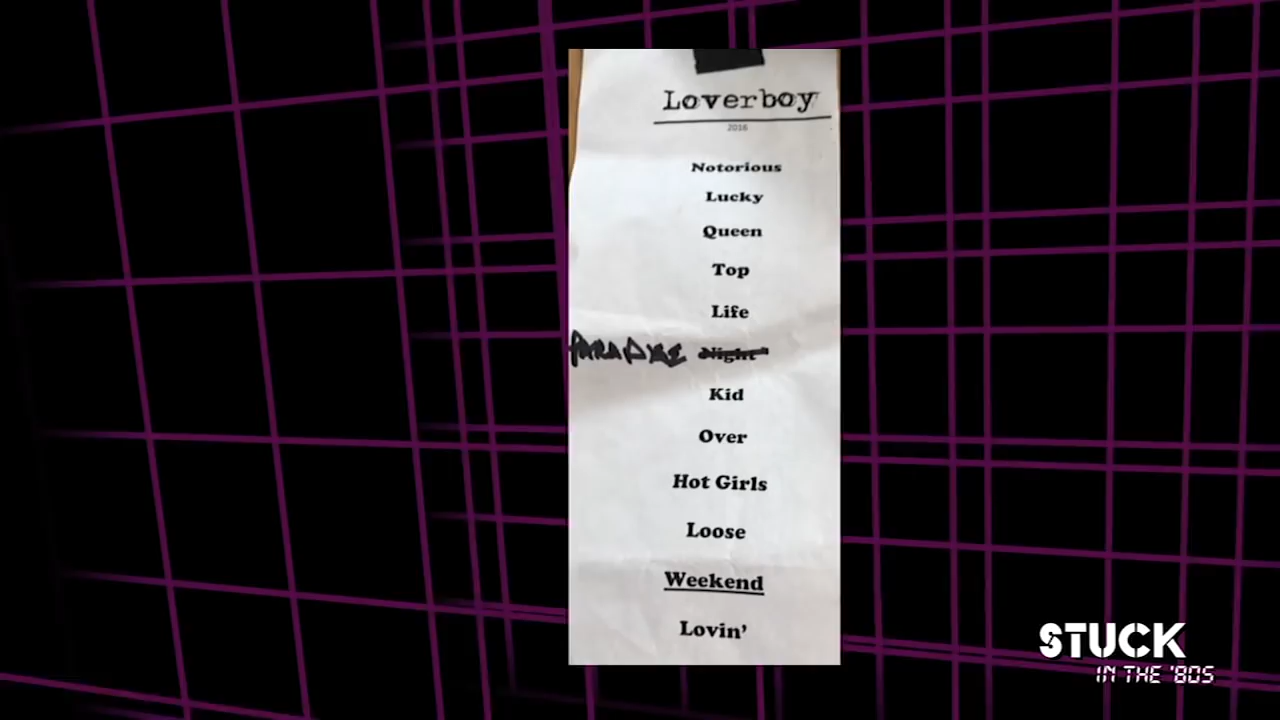 Loverboy
2016
Notorious
Lucky
Queen
Top
Life
PARADISE Night
Kid
Over
Hot Girls
Loose
Weekend
Lovin'
STUCK
IN THE '80S